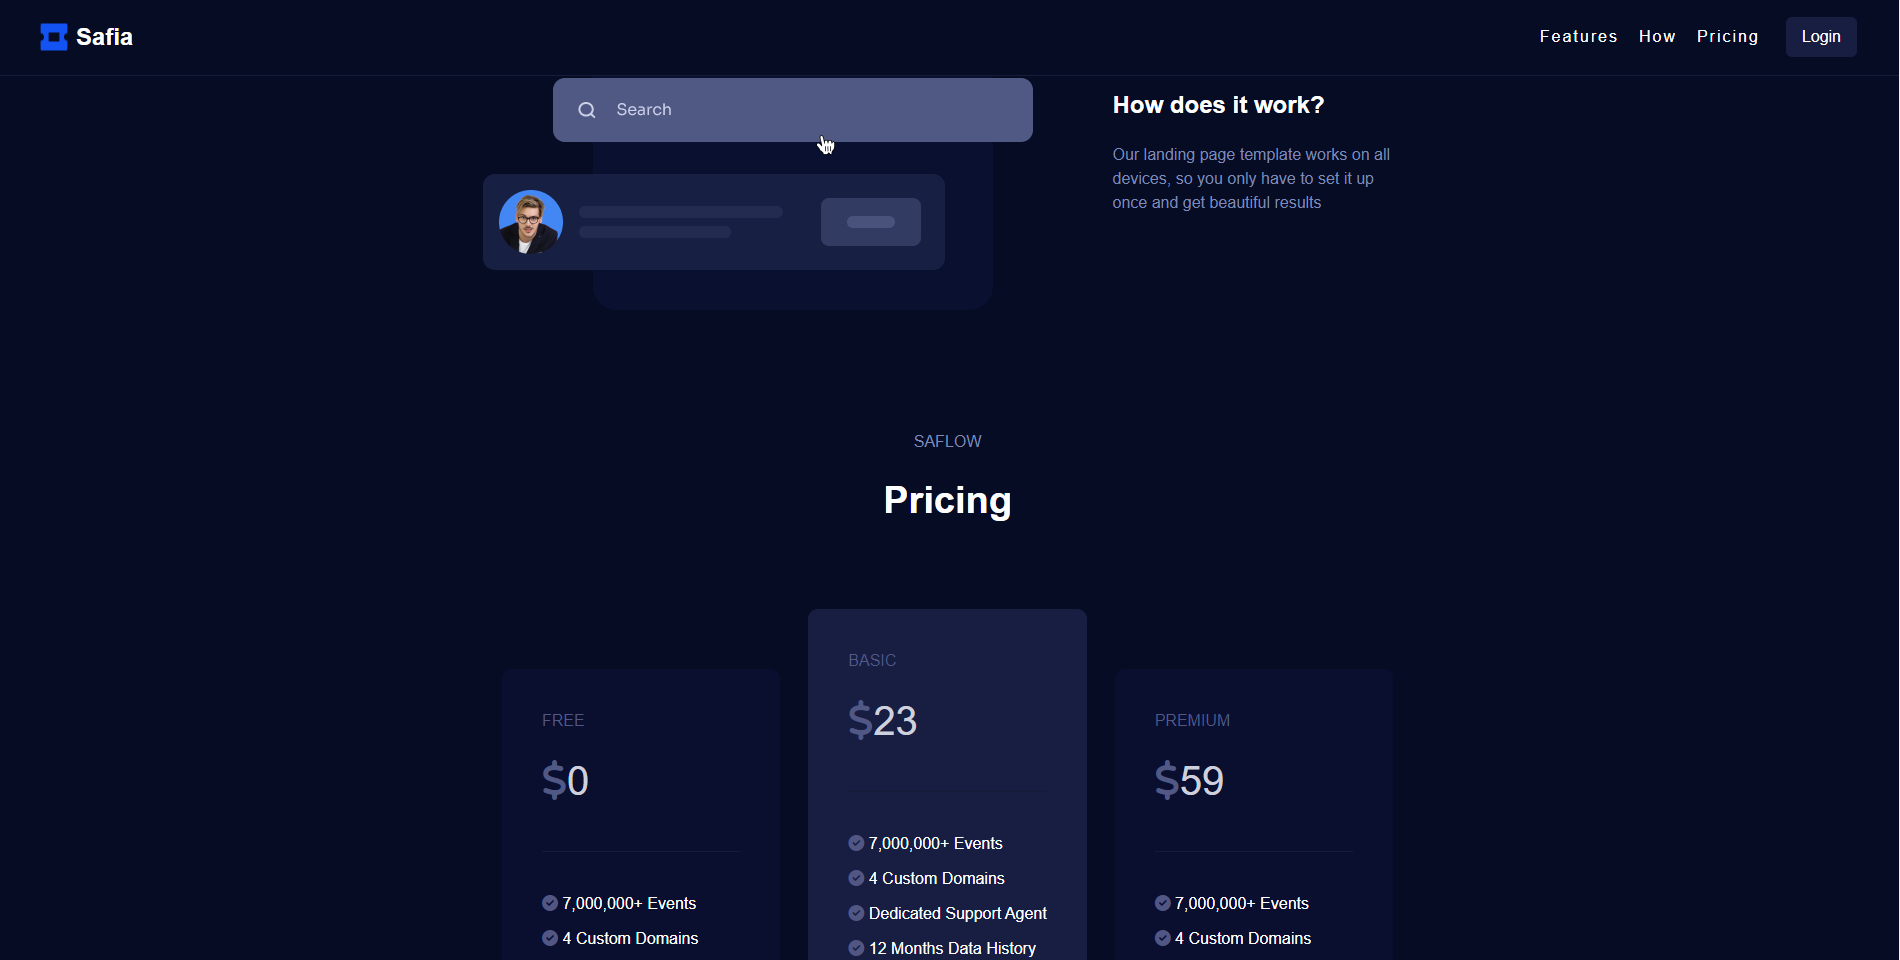 Safia
Features How Pricing Login
Search
How does it work?
Our landing page template works on all
devices, so you only have to set it up
once and get beautiful results
SAFLOW
Pricing
FREE
$0
7,000,000+ Events
4 Custom Domains
BASIC
$23
7,000,000+ Events
4 Custom Domains
Dedicated Support Agent
12 Months Data History
PREMIUM
$59
7,000,000+ Events
4 Custom Domains